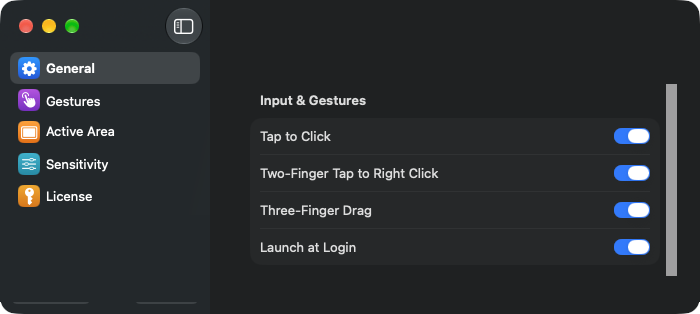 General
Gestures
Active Area
Sensitivity
License
Input & Gestures
Tap to Click
Two-Finger Tap to Right Click
Three-Finger Drag
Launch at Login